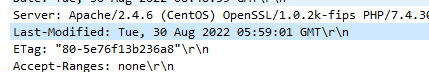 Server: Apache/2.4.6 (CentOS) OpenSSL/1.0.2k-fips PHP/7.4.3
Last-Modified: Tue, 30 Aug 2022 05:59:01 GMT\r\n
ETag: "80-5e76f13b236a8"\r\n
Accept-Ranges: none\r\n